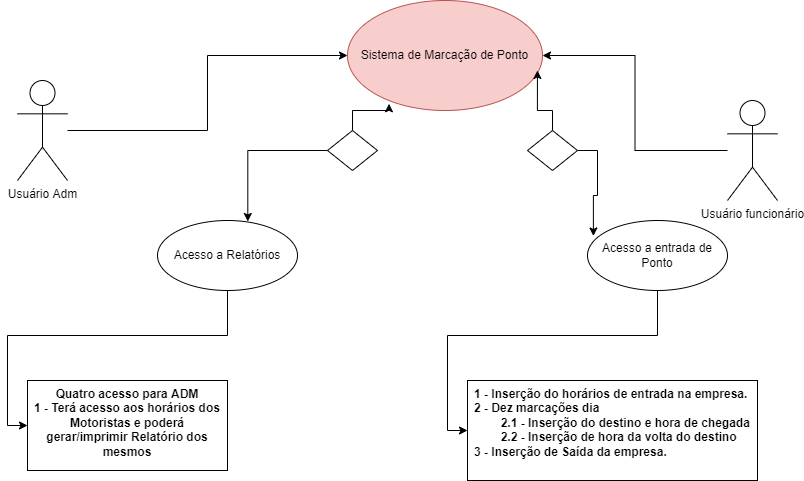 Sistema de Marcação de Ponto
Usuário Adm
Usuário funcionário
Acesso a Relatórios
Acesso a entrada de
Ponto
Quatro acesso para ADM
1 - Terá acesso aos horários dos
Motoristas e poderá
gerar/imprimir Relatório dos
mesmos
1 - Inserção do horários de entrada na empresa.
2 - Dez marcações dia
2.1 - Inserção do destino e hora de chegada
2.2 - Inserção de hora da volta do destino
3 - Inserção de Saída da empresa.